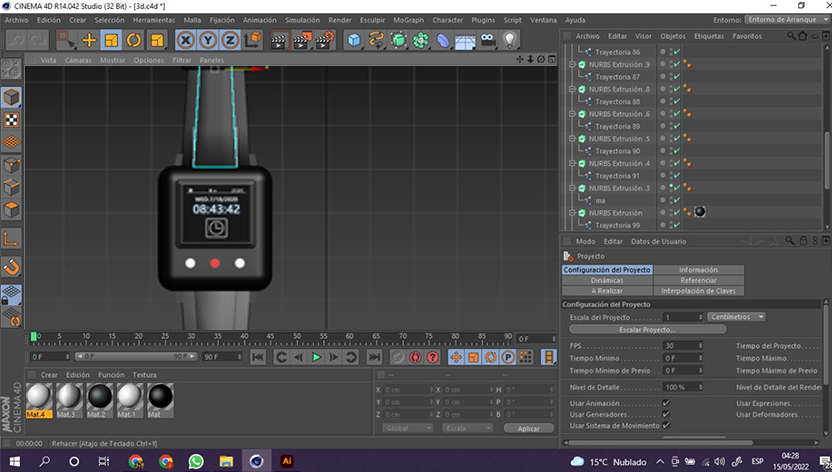 CINEMA 4D R14.042 Studio (32 Bit) - [3d.c4d *]
Archivo Edición Crear Selección Herramientas Malla Fijación Animación Simulación Render Esculpir MoGraph Character Plugins Script Ventana Ayuda Entorno: Entorno de Arranque
Vista Cámaras Mostrar Opciones Filtrar Paneles
WED,7/15/2020
08:43:42
Archivo Editar Visor Objetos Etiquetas Favoritos
Trayectoria 86
NURBS Extrusión .9
Trayectoria 87
NURBS Extrusión .8
Trayectoria 88
NURBS Extrusión .6
Trayectoria 89
NURBS Extrusión .5
Trayectoria 90
NURBS Extrusión .4
Trayectoria 91
NURBS Extrusión .3
ma
NURBS Extrusión
Trayectoria 99
Modo Editar Datos de Usuario
Proyecto
Configuración del Proyecto Información
Dinámicas Referenciar
A Realizar Interpolación de Claves
Configuración del Proyecto
Escala del Proyecto 1 Centímetros
Escalar Proyecto...
FPS 30 Tiempo del Proyecto
Tiempo Mínimo 0 F Tiempo Máximo
Tiempo Mínimo de Previo 0 F Tiempo Máximo de Previo
Nivel de Detalle 100 % Nivel de Detalle del Render
Usar Animación Usar Expresiones
Usar Generadores Usar Deformadores
Usar Sistema de Movimiento
0 5 10 15 20 25 30 35 40 45 50 55 60 65 70 75 80 85 90 0 F
0 F 0 F 90 F 90 F
Crear Edición Función Textura
Mat.4 Mat.3 Mat.2 Mat.1 Mat
-- -- --
X 0 cm X 0 cm H 0 °
Y 0 cm Y 0 cm P 0 °
Z 0 cm Z 0 cm B 0 °
Global Escala Aplicar
MAXON CINEMA 4D
00:00:00 Rehacer [Atajo de Teclado Ctrl+Y]
15°C Nublado ESP 04:28
15/05/2022